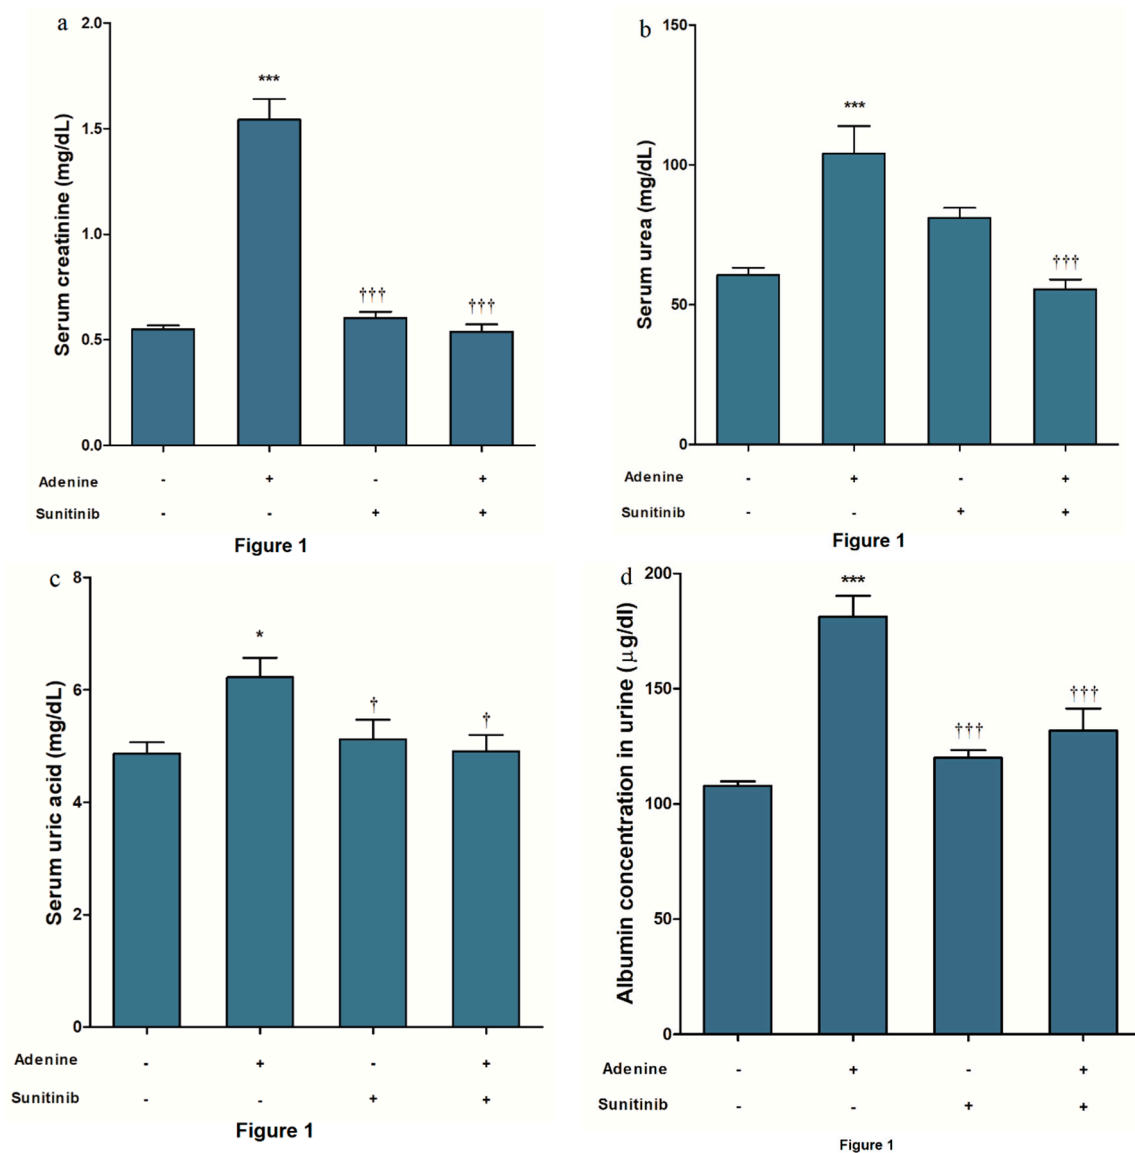 a
2.0
1.5
1.0
0.5
0.0
Serum creatinine (mg/dL)
***
†††
†††
Adenine - + - +
Sunitinib - - + +
Figure 1
b
150
100
50
0
Serum urea (mg/dL)
***
†††
Adenine - + - +
Sunitinib - - + +
Figure 1
c
8
6
4
2
0
Serum uric acid (mg/dL)
*
†
†
Adenine - + - +
Sunitinib - - + +
Figure 1
d
200
150
100
50
0
Albumin concentration in urine (µg/dl)
***
†††
†††
Adenine - + - +
Sunitinib - - + +
Figure 1